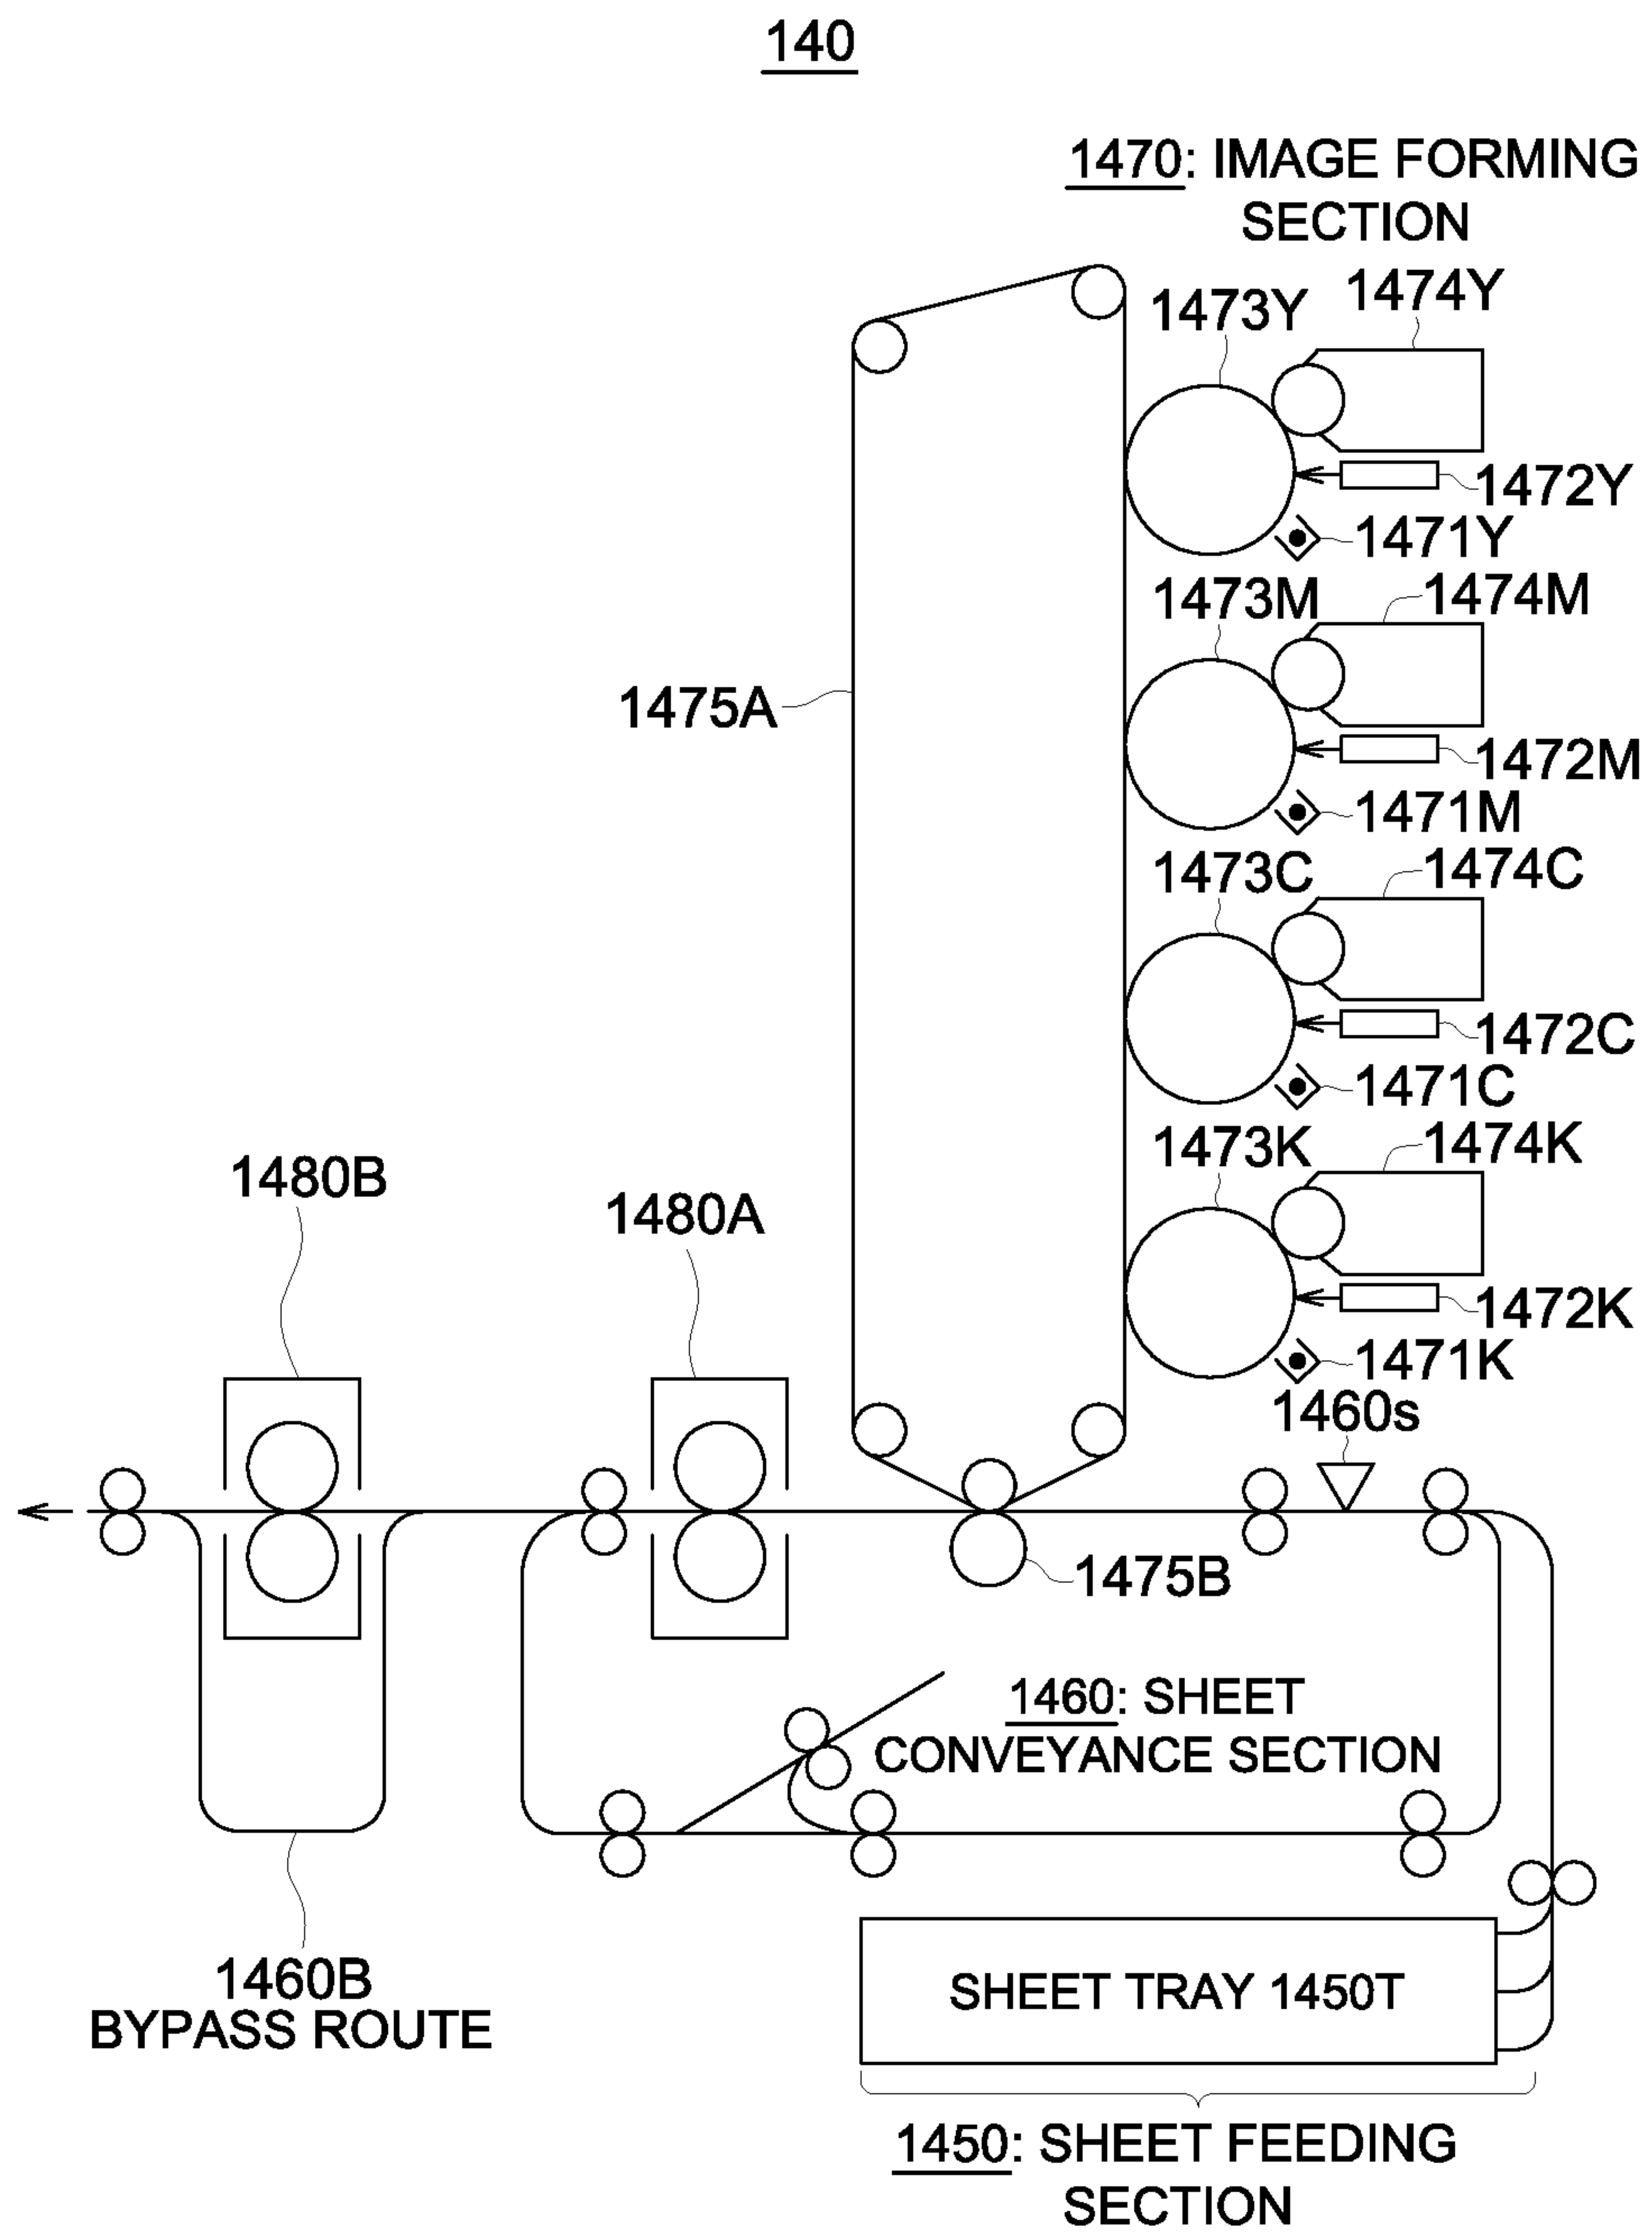 140
1470: IMAGE FORMING
SECTION
1474Y
1473Y
1472Y
1471Y
1473M
1474M
1475A
1472M
1471M
1473C
1474C
1472C
1471C
1473K
1474K
1480B
1480A
1472K
1471K
1460s
1475B
1460: SHEET
CONVEYANCE SECTION
1460B
BYPASS ROUTE
SHEET TRAY 1450T
1450: SHEET FEEDING
SECTION